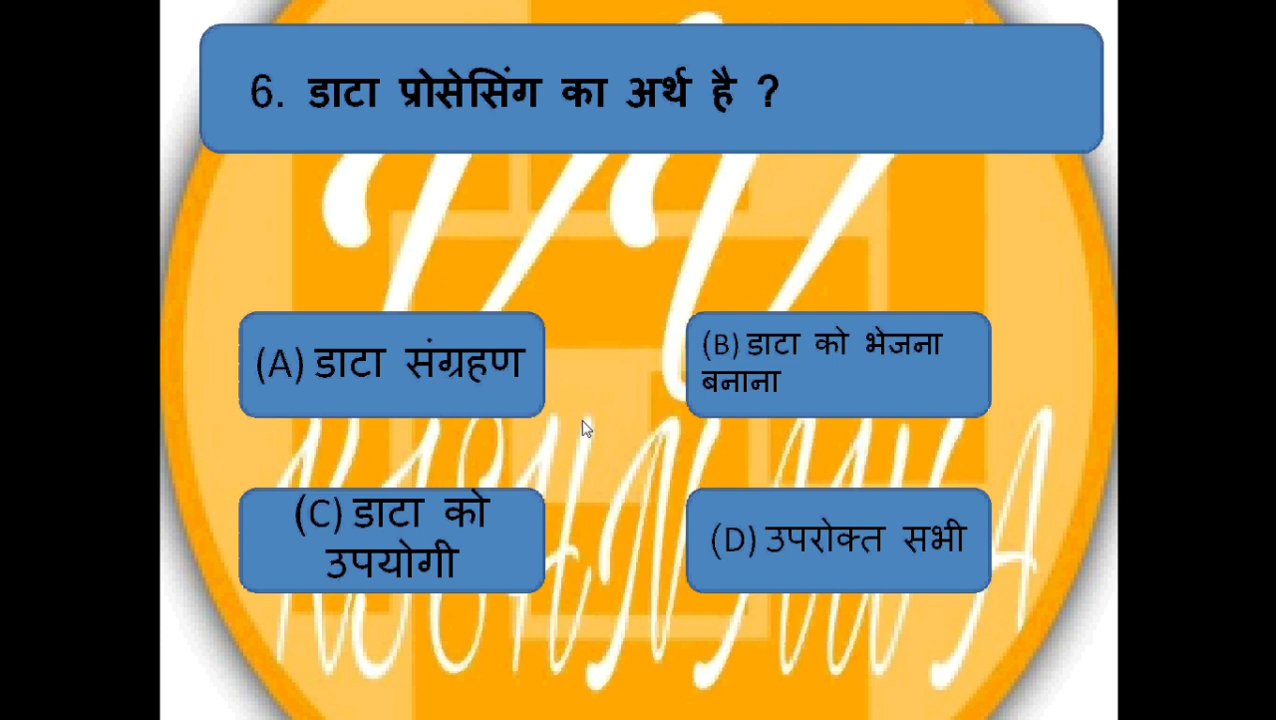 6. डाटा प्रोसेसिंग का अर्थ है ?
(A) डाटा संग्रहण
(B) डाटा को भेजना
बनाना
(C) डाटा को
उपयोगी
(D) उपरोक्त सभी